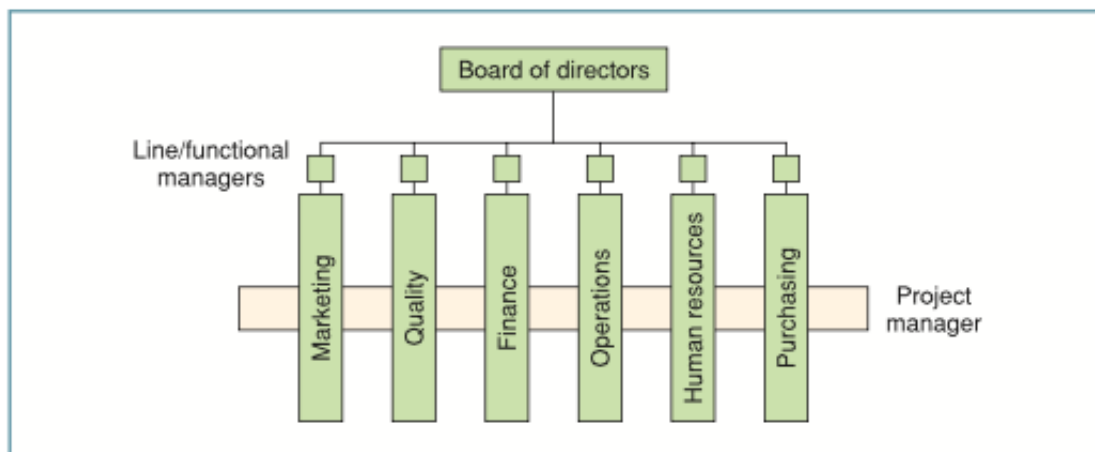 Board of directors
Line/functional
managers
Marketing
Quality
Finance
Operations
Human resources
Purchasing
Project
manager